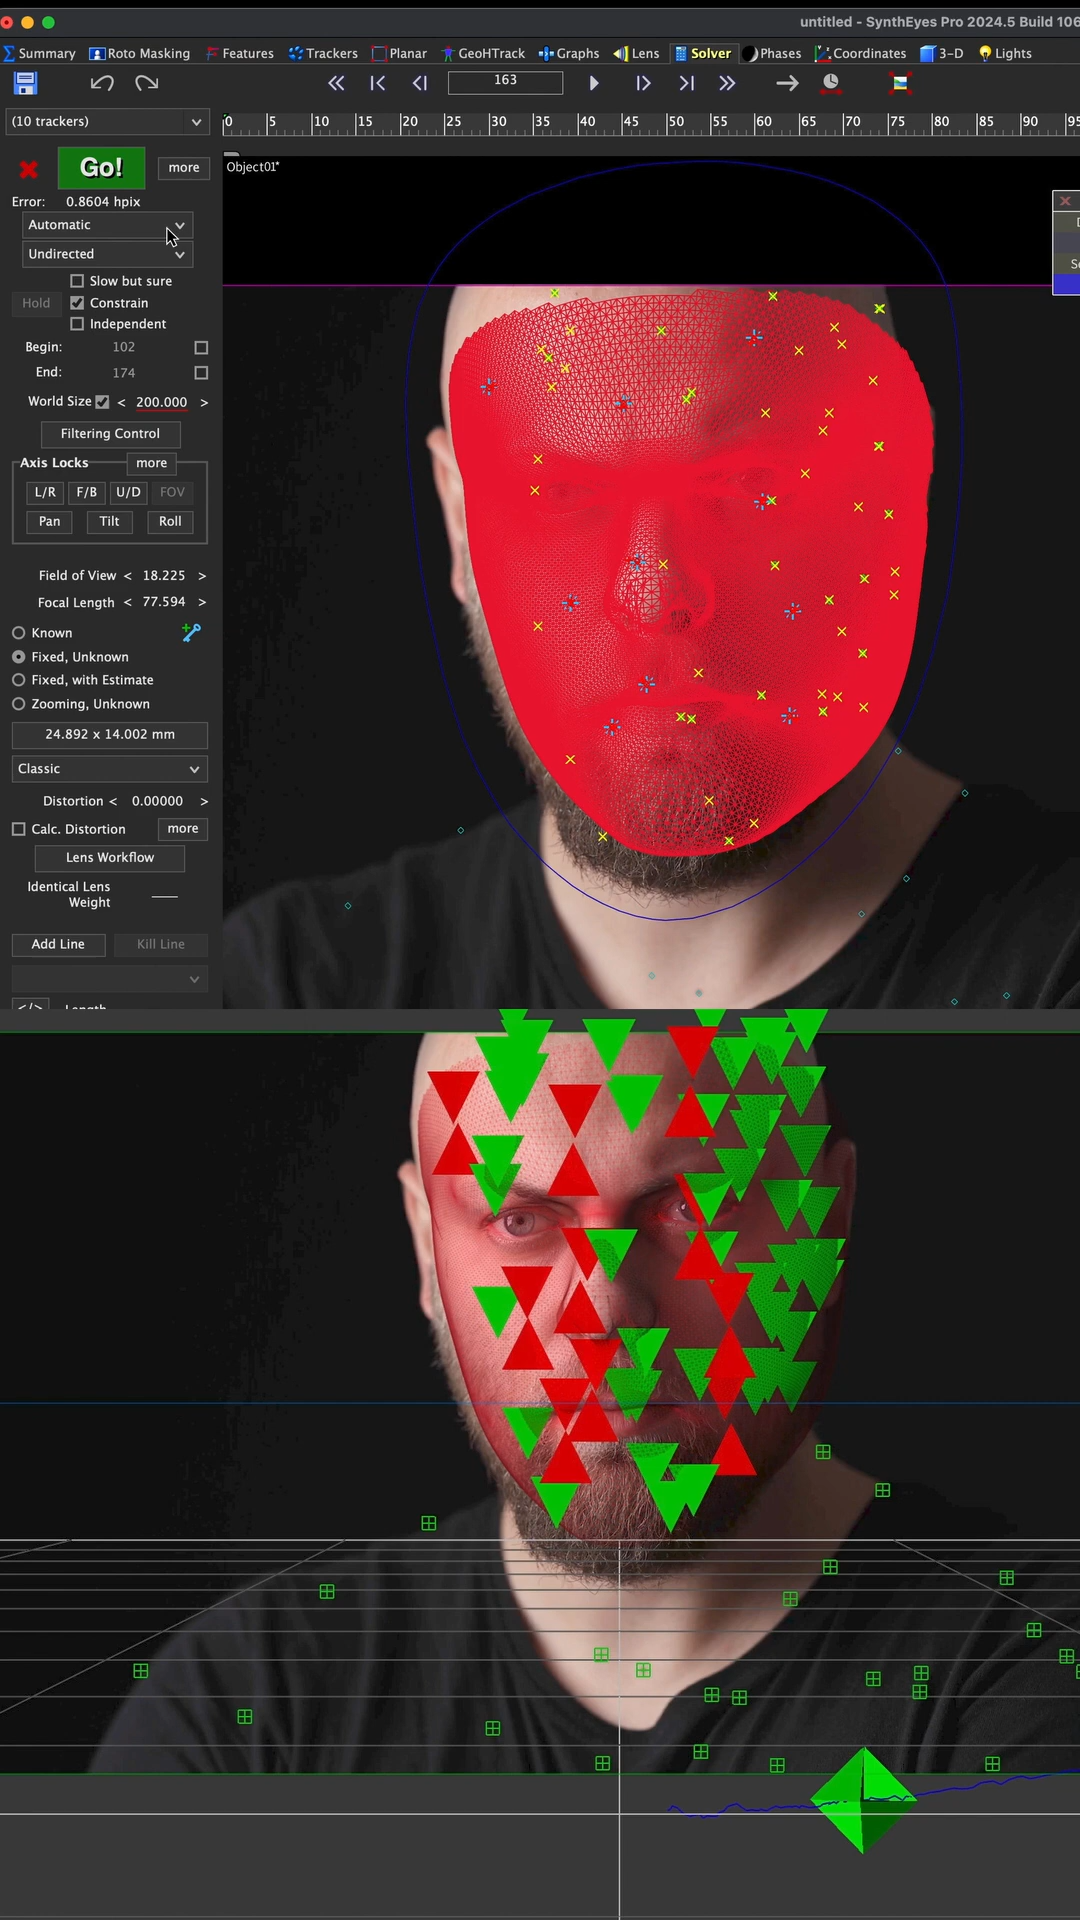 untitled - SynthEyes Pro 2024.5 Build 106
Summary Roto Masking Features Trackers Planar GeoHTrack Graphs Lens Solver Phases Coordinates 3-D Lights
163
(10 trackers)
0 5 10 15 20 25 30 35 40 45 50 55 60 65 70 75 80 85 90 95
Go! more
Object01*
Error: 0.8604 hpix
Automatic
Undirected
Slow but sure
Hold Constrain
Independent
Begin: 102
End: 174
World Size < 200.000 >
Filtering Control
Axis Locks more
L/R F/B U/D FOV
Pan Tilt Roll
Field of View < 18.225 >
Focal Length < 77.594 >
Known
Fixed, Unknown
Fixed, with Estimate
Zooming, Unknown
24.892 x 14.002 mm
Classic
Distortion < 0.00000 >
Calc. Distortion more
Lens Workflow
Identical Lens
Weight
Add Line Kill Line
</> Length